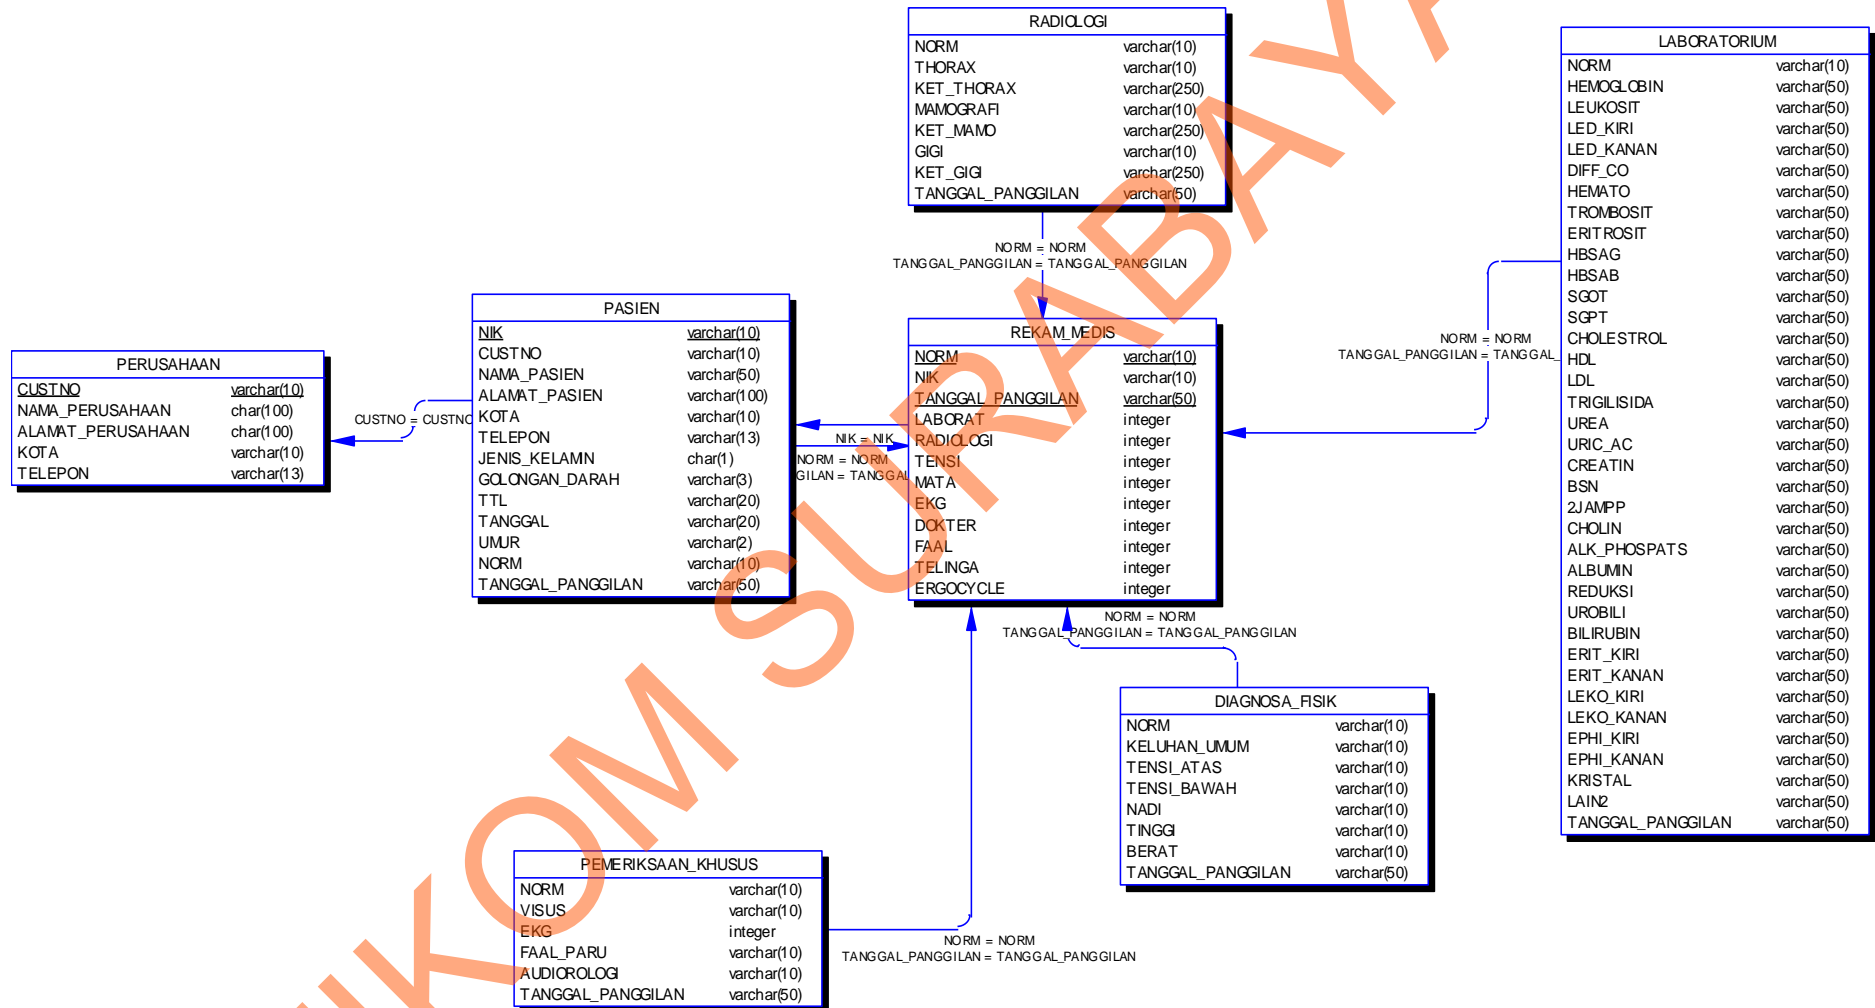 RADIOLOGI
NORM varchar(10)
THORAX varchar(10)
KET_THORAX varchar(250)
MAMOGRAFI varchar(10)
KET_MAMO varchar(250)
GIGI varchar(10)
KET_GIGI varchar(250)
TANGGAL_PANGGILAN varchar(50)
NORM = NORM
TANGGAL_PANGGILAN = TANGGAL_PANGGILAN
LABORATORIUM
NORM varchar(10)
HEMOGLOBIN varchar(50)
LEUKOSIT varchar(50)
LED_KIRI varchar(50)
LED_KANAN varchar(50)
DIFF_CO varchar(50)
HEMATO varchar(50)
TROMBOSIT varchar(50)
ERITROSIT varchar(50)
HBSAG varchar(50)
HBSAB varchar(50)
SGOT varchar(50)
SGPT varchar(50)
CHOLESTROL varchar(50)
HDL varchar(50)
LDL varchar(50)
TRIGILISIDA varchar(50)
UREA varchar(50)
URIC_AC varchar(50)
CREATIN varchar(50)
BSN varchar(50)
2JAMPP varchar(50)
CHOLIN varchar(50)
ALK_PHOSPATS varchar(50)
ALBUMIN varchar(50)
REDUKSI varchar(50)
UROBILI varchar(50)
BILIRUBIN varchar(50)
ERIT_KIRI varchar(50)
ERIT_KANAN varchar(50)
LEKO_KIRI varchar(50)
LEKO_KANAN varchar(50)
EPHI_KIRI varchar(50)
EPHI_KANAN varchar(50)
KRISTAL varchar(50)
LAIN2 varchar(50)
TANGGAL_PANGGILAN varchar(50)
NORM = NORM
TANGGAL_PANGGILAN = TANGGAL_
PERUSAHAAN
CUSTNO varchar(10)
NAMA_PERUSAHAAN char(100)
ALAMAT_PERUSAHAAN char(100)
KOTA varchar(10)
TELEPON varchar(13)
CUSTNO = CUSTNO
PASIEN
NIK varchar(10)
CUSTNO varchar(10)
NAMA_PASIEN varchar(50)
ALAMAT_PASIEN varchar(100)
KOTA varchar(10)
TELEPON varchar(13)
JENIS_KELAMIN char(1)
GOLONGAN_DARAH varchar(3)
TTL varchar(20)
TANGGAL varchar(20)
UMUR varchar(2)
NORM varchar(10)
TANGGAL_PANGGILAN varchar(50)
NIK = NIK
NORM = NORM
GILAN = TANGGAL
REKAM_MEDIS
NORM varchar(10)
NIK varchar(10)
TANGGAL_PANGGILAN varchar(50)
LABORAT integer
RADIOLOGI integer
TENSI integer
MATA integer
EKG integer
DOKTER integer
FAAL integer
TELINGA integer
ERGOCYCLE integer
NORM = NORM
TANGGAL_PANGGILAN = TANGGAL_PANGGILAN
DIAGNOSA_FISIK
NORM varchar(10)
KELUHAN_UMUM varchar(10)
TENSI_ATAS varchar(10)
TENSI_BAWAH varchar(10)
NADI varchar(10)
TINGGI varchar(10)
BERAT varchar(10)
TANGGAL_PANGGILAN varchar(50)
PEMERIKSAAN_KHUSUS
NORM varchar(10)
VISUS varchar(10)
EKG integer
FAAL_PARU varchar(10)
AUDIOROLOGI varchar(10)
TANGGAL_PANGGILAN varchar(50)
NORM = NORM
TANGGAL_PANGGILAN = TANGGAL_PANGGILAN
IKOM SURABAYA